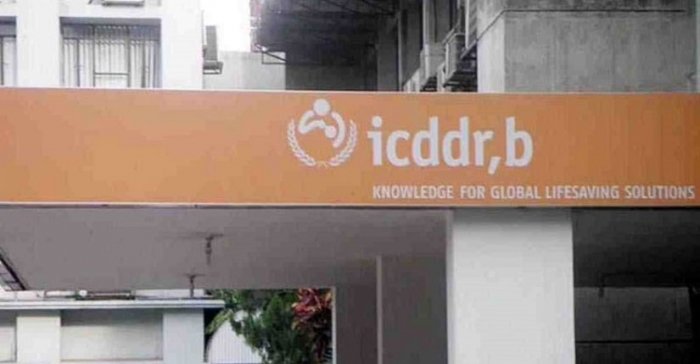 icddr,b
KNOWLEDGE FOR GLOBAL LIFESAVING SOLUTIONS